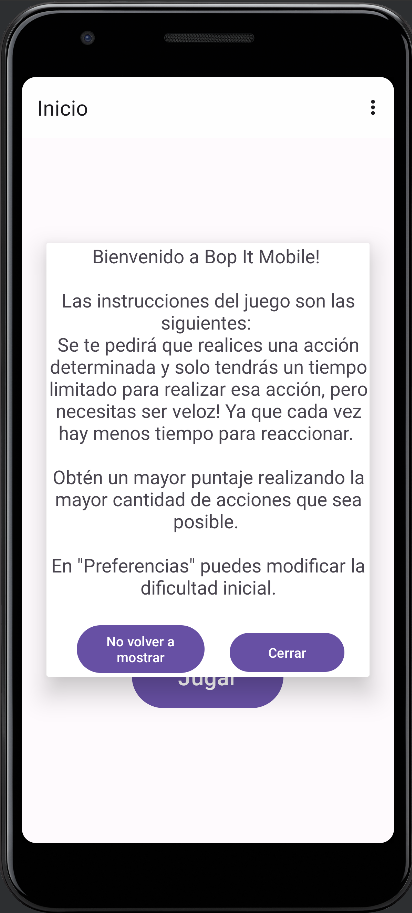 Inicio
Bienvenido a Bop It Mobile!
Las instrucciones del juego son las
siguientes:
Se te pedirá que realices una acción
determinada y solo tendrás un tiempo
limitado para realizar esa acción, pero
necesitas ser veloz! Ya que cada vez
hay menos tiempo para reaccionar.
Obtén un mayor puntaje realizando la
mayor cantidad de acciones que sea
posible.
En "Preferencias" puedes modificar la
dificultad inicial.
No volver a
mostrar
Cerrar
Jugar